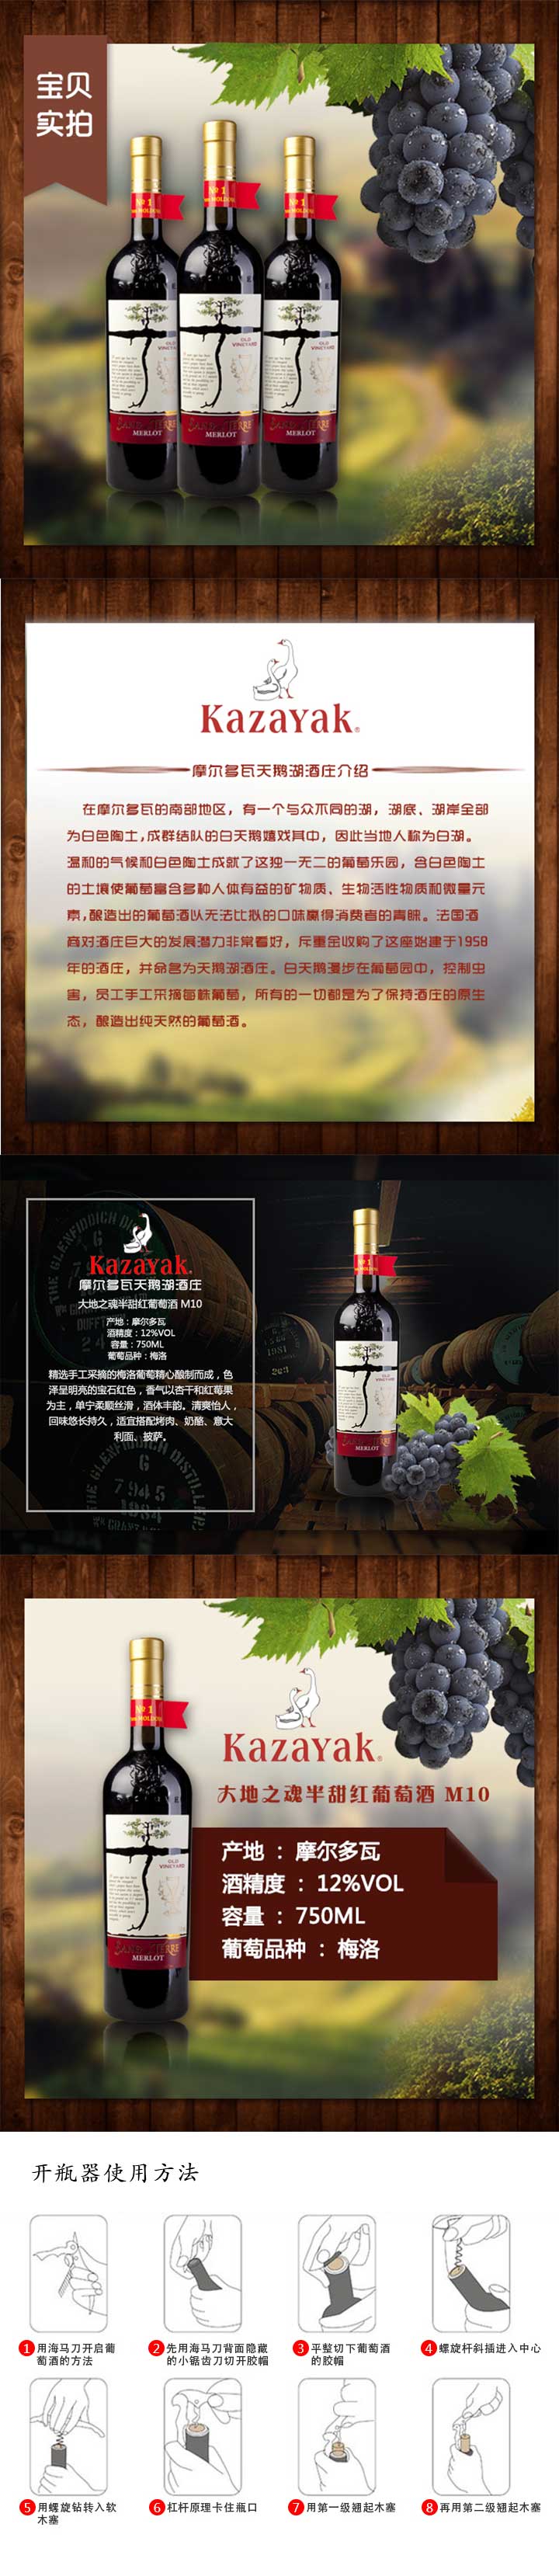 宝贝
实拍
Nº 1
Nº 1
Nº 1
OLD
VINEYARD
OLD
VINEYARD
OLD
VINEYARD
MERLOT
MERLOT
MERLOT
Kazayak®
摩尔多瓦天鹅湖酒庄介绍
在摩尔多瓦的南部地区，有一个与众不同的湖，湖底、湖岸全部
为白色陶土，成群结队的白天鹅嬉戏其中，因此当地人称为白湖。
温和的气候和白色陶土成就了这独一无二的葡萄乐园，含白色陶土
的土壤使葡萄富含多种人体有益的矿物质、生物活性物质和微量元
素，酿造出的葡萄酒以无法比拟的口味赢得消费者的青睐。法国酒
商对酒庄巨大的发展潜力非常看好，斥重金收购了这座始建于1958
年的酒庄，并命名为天鹅湖酒庄。白天鹅漫步在葡萄园中，控制虫
害，员工手工采摘每株葡萄，所有的一切都是为了保持酒庄的原生
态，酿造出纯天然的葡萄酒。
Kazayak.
摩尔多瓦天鹅湖酒庄
大地之魂半甜红葡萄酒 M10
产地：摩尔多瓦
酒精度：12%VOL
容量：750ML
葡萄品种：梅洛
精选手工采摘的梅洛葡萄精心酿制而成，色
泽呈明亮的宝石红色，香气以杏干和红莓果
为主，单宁柔顺丝滑，酒体丰韵。清爽怡人，
回味悠长持久，适宜搭配烤肉、奶酪、意大
利面、披萨。
Nº 1
OLD
VINEYARD
MERLOT
Nº 1
Kazayak®
大地之魂半甜红葡萄酒 M10
产地 ： 摩尔多瓦
酒精度 ： 12%VOL
容量 ： 750ML
葡萄品种 ： 梅洛
OLD
VINEYARD
MERLOT
开瓶器使用方法
1 用海马刀开启葡
萄酒的方法
2 先用海马刀背面隐藏
的小锯齿刀切开胶帽
3 平整切下葡萄酒
的胶帽
4 螺旋杆斜插进入中心
5 用螺旋钻转入软
木塞
6 杠杆原理卡住瓶口
7 用第一级翘起木塞
8 再用第二级翘起木塞